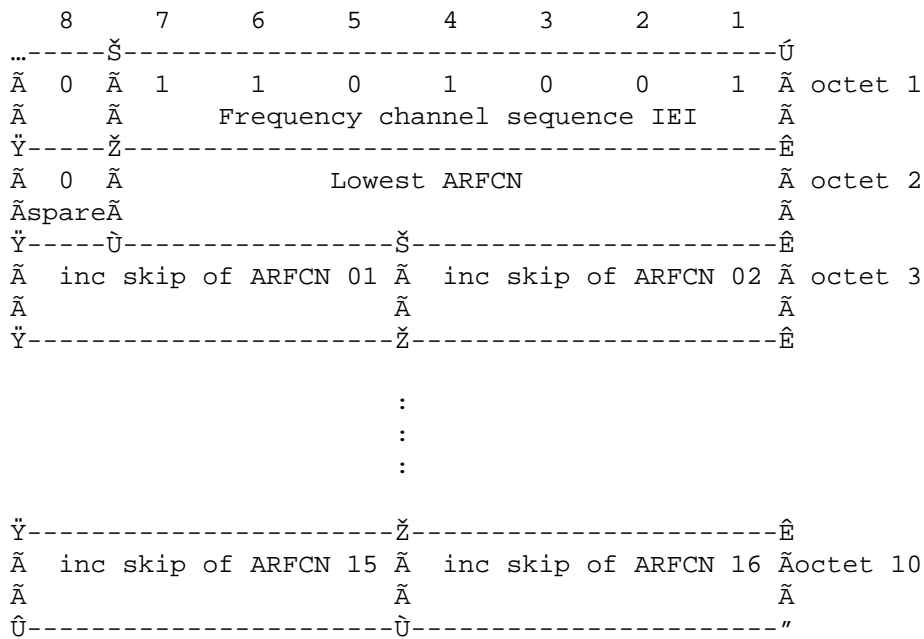 8 7 6 5 4 3 2 1
…-----Š-----------------------------------------Ú
Ã 0 Ã 1 1 0 1 0 0 1 Ã octet 1
Ã Ã Frequency channel sequence IEI Ã
Ÿ-----Ž-----------------------------------------Ê
Ã 0 Ã Lowest ARFCN Ã octet 2
ÃspareÃ Ã
Ÿ-----Ù-----------------Š-----------------------Ê
Ã inc skip of ARFCN 01 Ã inc skip of ARFCN 02 Ã octet 3
Ã Ã Ã
Ÿ-----------------------Ž-----------------------Ê
:
:
:
Ÿ-----------------------Ž-----------------------Ê
Ã inc skip of ARFCN 15 Ã inc skip of ARFCN 16 Ãoctet 10
Ã Ã Ã
Û-----------------------Ù-----------------------"